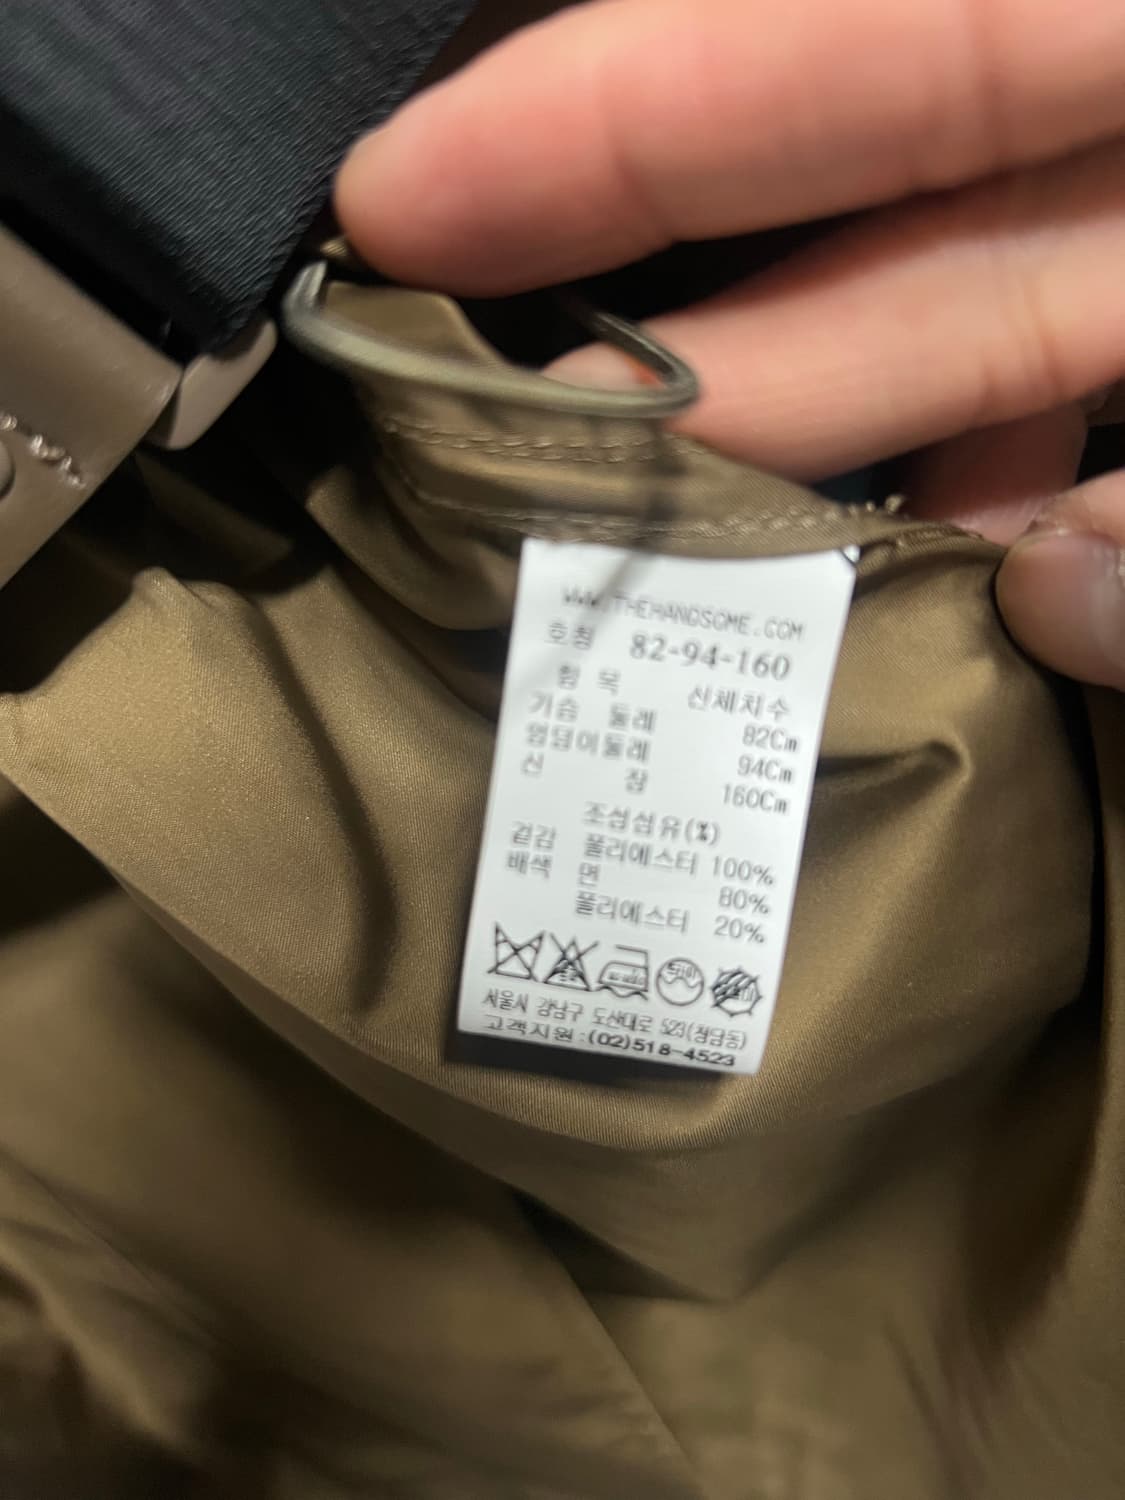 WWW.THEHANDSOME.COM
호칭 82-94-160
항 목 신체치수
가슴 둘레 82Cm
엉덩이둘레 94Cm
신 장 160Cm
조성섬유(%)
겉감 폴리에스터 100%
배색 면 80%
폴리에스터 20%
서울시 강남구 도산대로 523(청담동)
고객지원:(02)518-4523